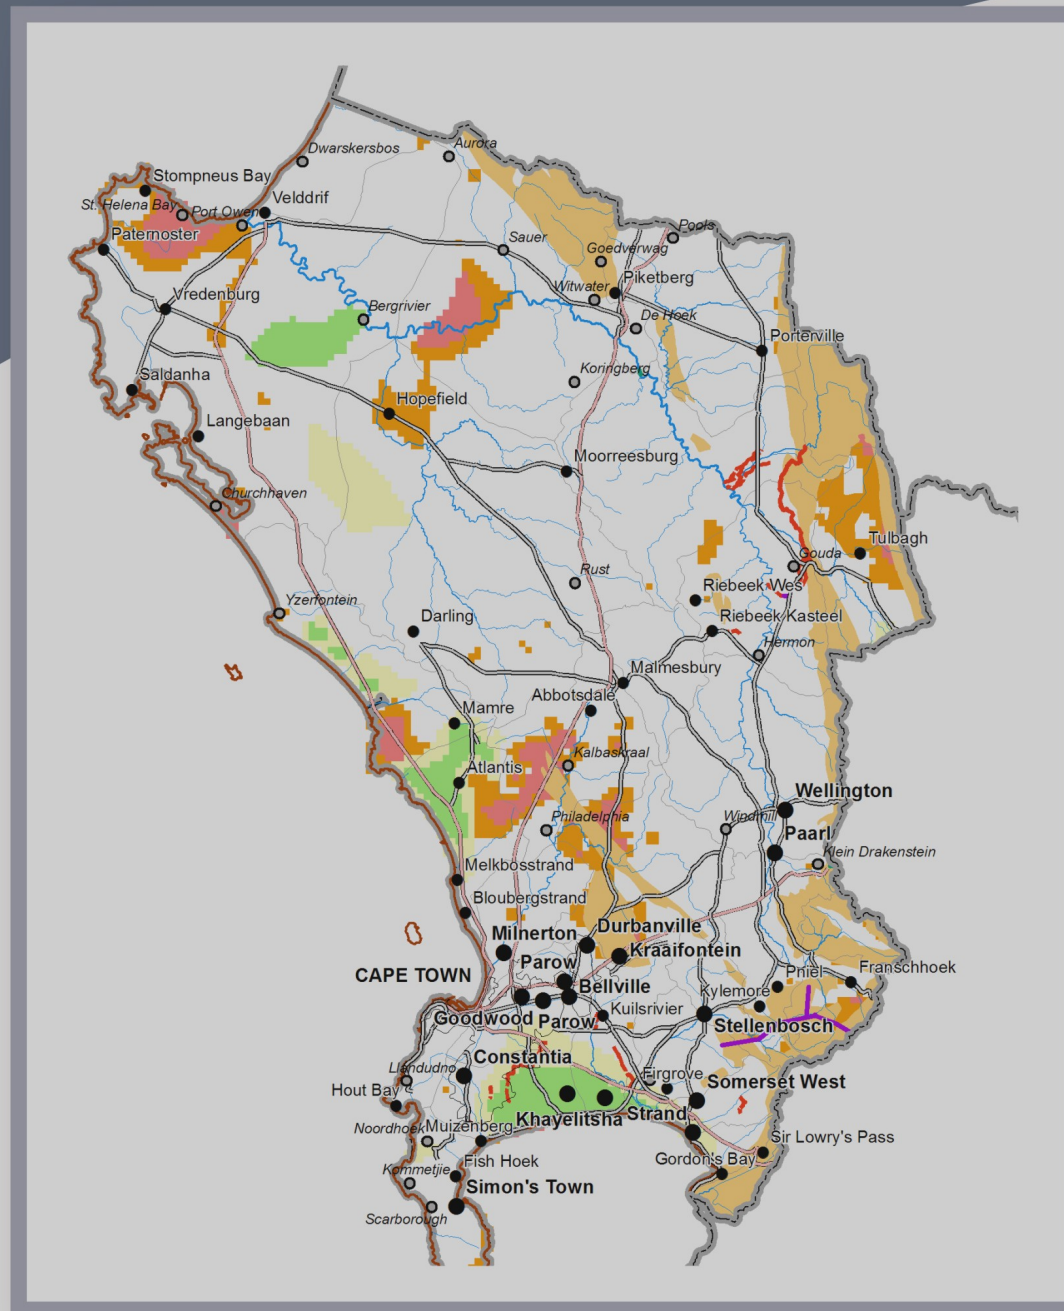 Dwarskersbos
Aurora
Stompneus Bay
St. Helena Bay
Port Owen
Velddrif
Paternoster
Sauer
Pools
Goedverwag
Vredenburg
Witwater
Piketberg
Bergrivier
De Hoek
Porterville
Saldanha
Koringberg
Hopefield
Langebaan
Moorreesburg
Churchhaven
Tulbagh
Gouda
Rust
Riebeek Wes
Yzerfontein
Darling
Riebeek Kasteel
Hermon
Malmesbury
Abbotsdale
Mamre
Kalbaskraal
Atlantis
Wellington
Philadelphia
Windmill
Paarl
Klein Drakenstein
Melkbosstrand
Bloubergstrand
Milnerton
Durbanville
Kraaifontein
CAPE TOWN
Parow
Franschhoek
Pniel
Bellville
Kylemore
Goodwood
Parow
Kuilsrivier
Stellenbosch
Constantia
Llandudno
Firgrove
Somerset West
Hout Bay
Khayelitsha
Strand
Noordhoek
Muizenberg
Sir Lowry's Pass
Fish Hoek
Gordon's Bay
Kommetjie
Simon's Town
Scarborough